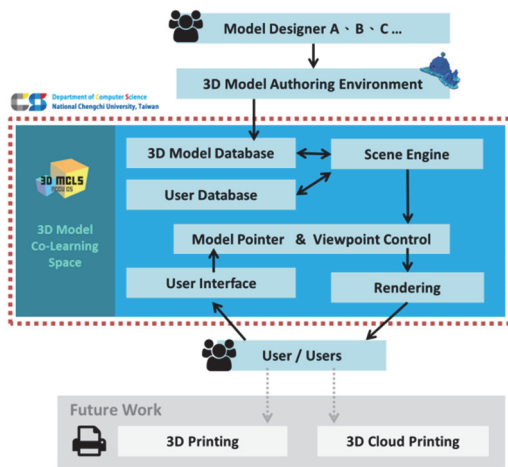 Model Designer A、B、C ...
3D Model Authoring Environment
CS
Department of Computer Science
National Chengchi University, Taiwan
3D Model Database
Scene Engine
User Database
3D MCLS
3D Model
Co-Learning
Space
Model Pointer & Viewpoint Control
User Interface
Rendering
User / Users
Future Work
3D Printing
3D Cloud Printing